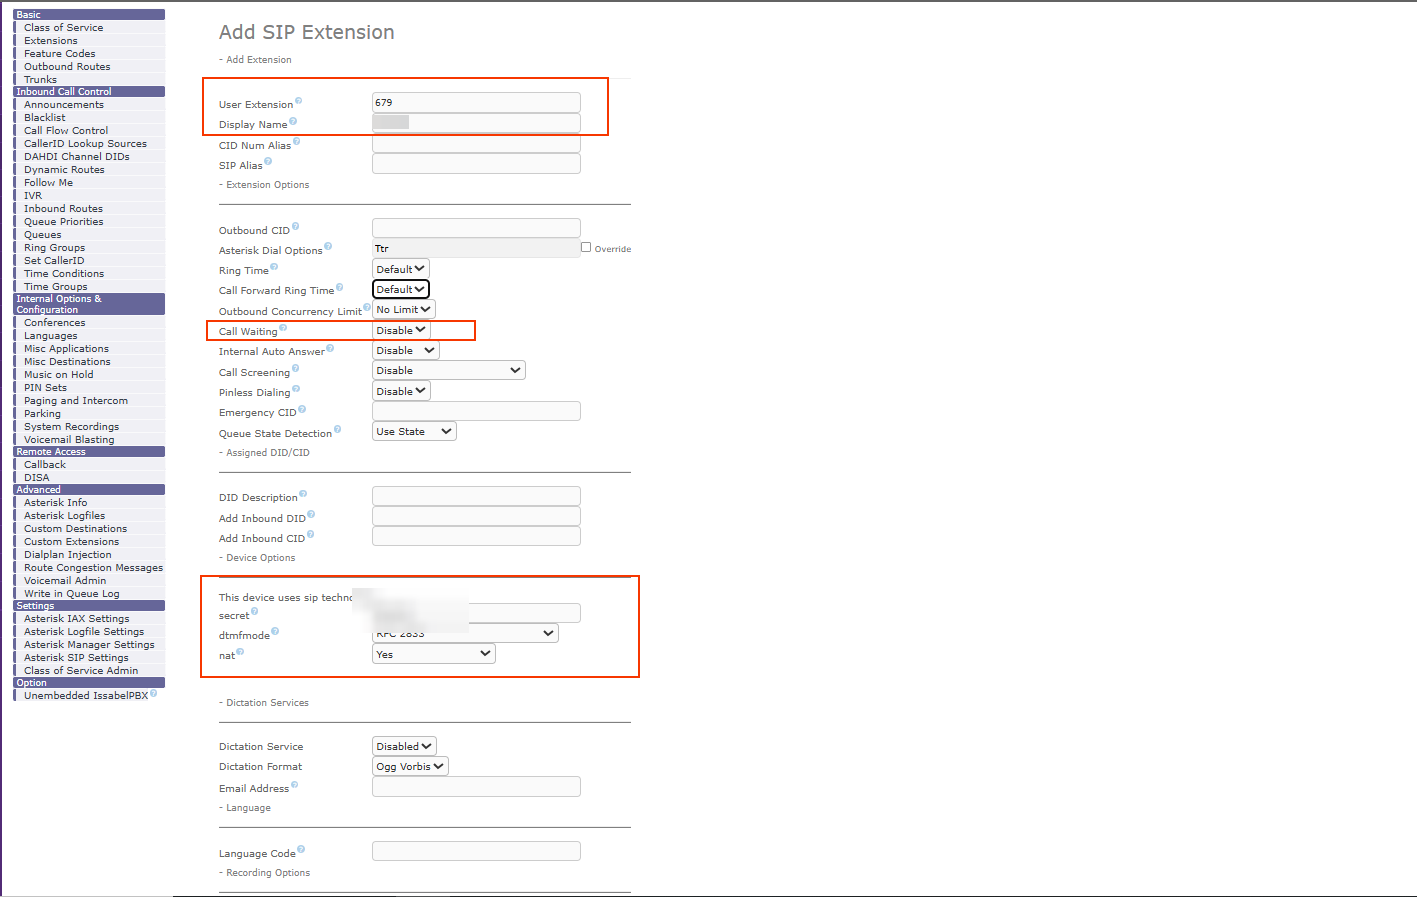 Basic
Class of Service
Extensions
Feature Codes
Outbound Routes
Trunks
Inbound Call Control
Announcements
Blacklist
Call Flow Control
CallerID Lookup Sources
DAHDI Channel DIDs
Dynamic Routes
Follow Me
IVR
Inbound Routes
Queue Priorities
Queues
Ring Groups
Set CallerID
Time Conditions
Time Groups
Internal Options &
Configuration
Conferences
Languages
Misc Applications
Misc Destinations
Music on Hold
PIN Sets
Paging and Intercom
Parking
System Recordings
Voicemail Blasting
Remote Access
Callback
DISA
Advanced
Asterisk Info
Asterisk Logfiles
Custom Destinations
Custom Extensions
Dialplan Injection
Route Congestion Messages
Voicemail Admin
Write in Queue Log
Settings
Asterisk IAX Settings
Asterisk Logfile Settings
Asterisk Manager Settings
Asterisk SIP Settings
Class of Service Admin
Option
Unembedded IssabelPBX ?
Add SIP Extension
- Add Extension
User Extension ? 679
Display Name ?
CID Num Alias ?
SIP Alias ?
- Extension Options
Outbound CID ?
Asterisk Dial Options ? Ttr Override
Ring Time ? Default
Call Forward Ring Time ? Default
Outbound Concurrency Limit ? No Limit
Call Waiting ? Disable
Internal Auto Answer ? Disable
Call Screening ? Disable
Pinless Dialing ? Disable
Emergency CID ?
Queue State Detection ? Use State
- Assigned DID/CID
DID Description ?
Add Inbound DID ?
Add Inbound CID ?
- Device Options
This device uses sip techno
secret ?
dtmfmode ? RFC 2833
nat ? Yes
- Dictation Services
Dictation Service Disabled
Dictation Format Ogg Vorbis
Email Address ?
- Language
Language Code ?
- Recording Options